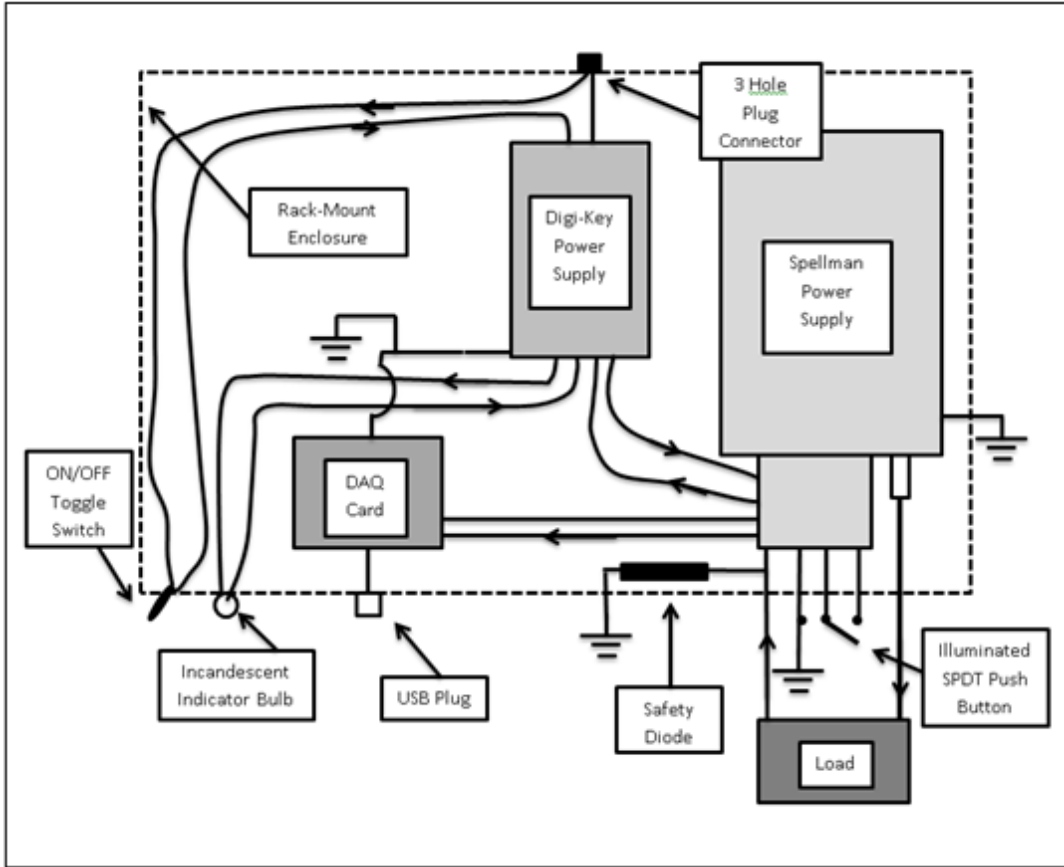 3 Hole
Plug
Connector
Rack-Mount
Enclosure
Digi-Key
Power
Supply
Spellman
Power
Supply
ON/OFF
Toggle
Switch
DAQ
Card
Incandescent
Indicator Bulb
USB Plug
Safety
Diode
Illuminated
SPDT Push
Button
Load